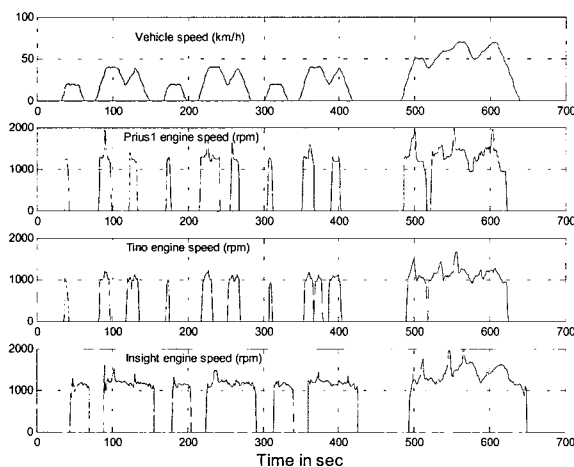 100
Vehicle speed (km/h)
50
0
0 100 200 300 400 500 600 700
2000
Prius1 engine speed (rpm)
1000
0
0 100 200 300 400 500 600 700
2000
Tino engine speed (rpm)
1000
0
0 100 200 300 400 500 600 700
2000
Insight engine speed (rpm)
1000
0
0 100 200 300 400 500 600 700
Time in sec